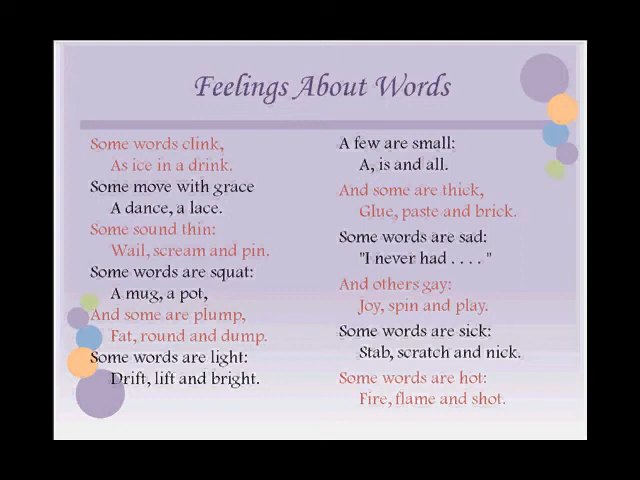 Feelings About Words
Some words clink,
As ice in a drink.
Some move with grace
A dance, a lace.
Some sound thin:
Wail, scream and pin.
Some words are squat:
A mug, a pot,
And some are plump,
Fat, round and dump.
Some words are light:
Drift, lift and bright.
A few are small:
A, is and all.
And some are thick,
Glue, paste and brick.
Some words are sad:
"I never had . . . . "
And others gay:
Joy, spin and play.
Some words are sick:
Stab, scratch and nick.
Some words are hot:
Fire, flame and shot.